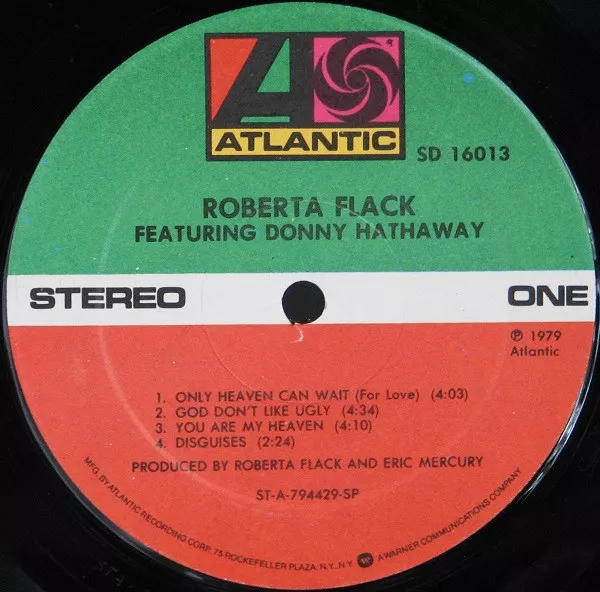 ATLANTIC
SD 16013
ROBERTA FLACK
FEATURING DONNY HATHAWAY
STEREO
ONE
℗ 1979
Atlantic
1. ONLY HEAVEN CAN WAIT (For Love) (4:03)
2. GOD DON'T LIKE UGLY (4:34)
3. YOU ARE MY HEAVEN (4:10)
4. DISGUISES (2:24)
PRODUCED BY ROBERTA FLACK AND ERIC MERCURY
ST-A-794429-SP
MFG. BY ATLANTIC RECORDING CORP. 75 ROCKEFELLER PLAZA, N.Y., N.Y. A WARNER COMMUNICATIONS COMPANY